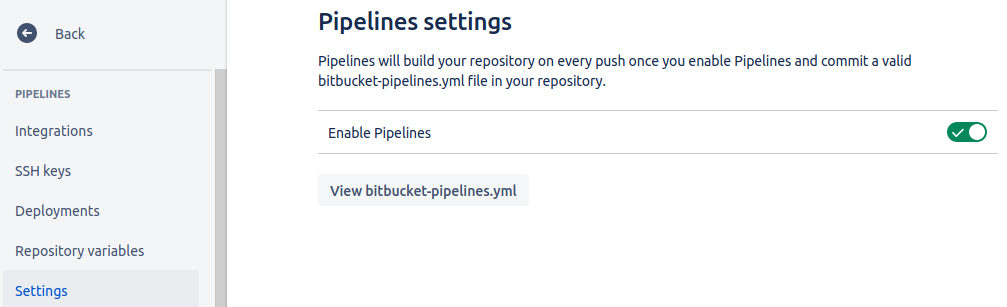 Back
PIPELINES
Integrations
SSH keys
Deployments
Repository variables
Settings
Pipelines settings
Pipelines will build your repository on every push once you enable Pipelines and commit a valid
bitbucket-pipelines.yml file in your repository.
Enable Pipelines
View bitbucket-pipelines.yml